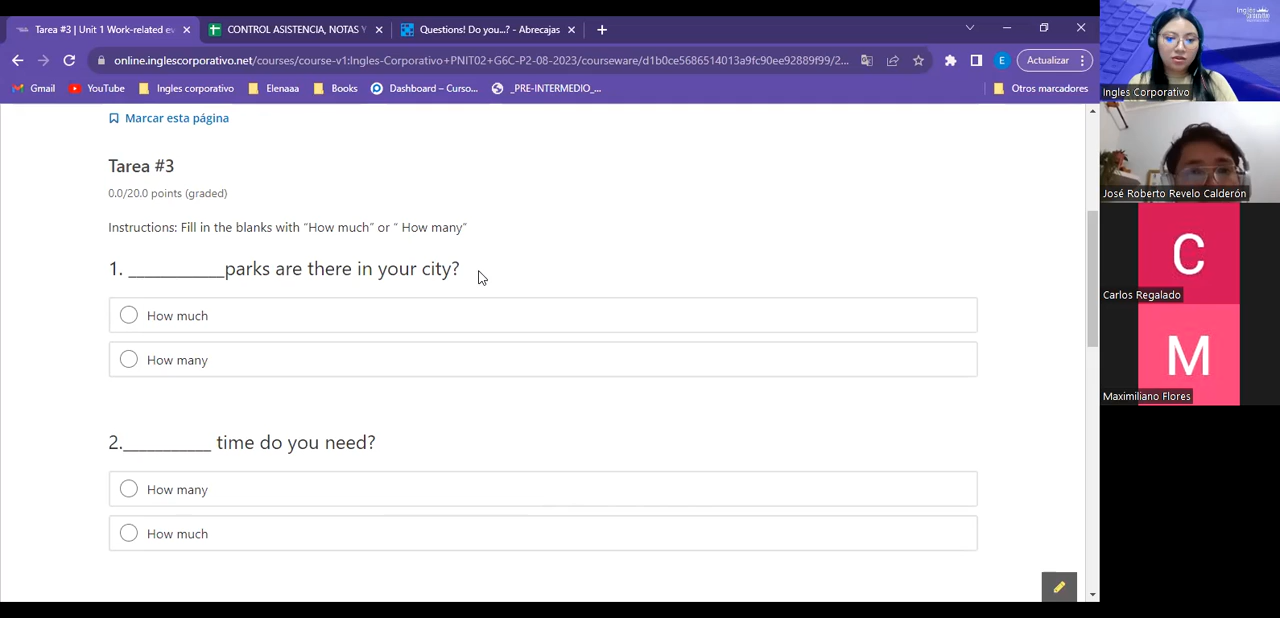 Tarea #3 | Unit 1 Work-related ev
CONTROL ASISTENCIA, NOTAS Y
Questions! Do you...? - Abrecajas
online.inglescorporativo.net/courses/course-v1:Ingles-Corporativo+PNIT02+G6C-P2-08-2023/courseware/d1b0ce5686514013a9fc90ee92889f99/2...
Actualizar
Gmail
YouTube
Ingles corporativo
Elenaaa
Books
Dashboard – Curso...
_PRE-INTERMEDIO_...
Otros marcadores
Marcar esta página
Tarea #3
0.0/20.0 points (graded)
Instructions: Fill in the blanks with “How much” or “ How many”
1. ___________parks are there in your city?
How much
How many
2.__________ time do you need?
How many
How much
Ingles Corporativo
José Roberto Revelo Calderón
C
Carlos Regalado
M
Maximiliano Flores